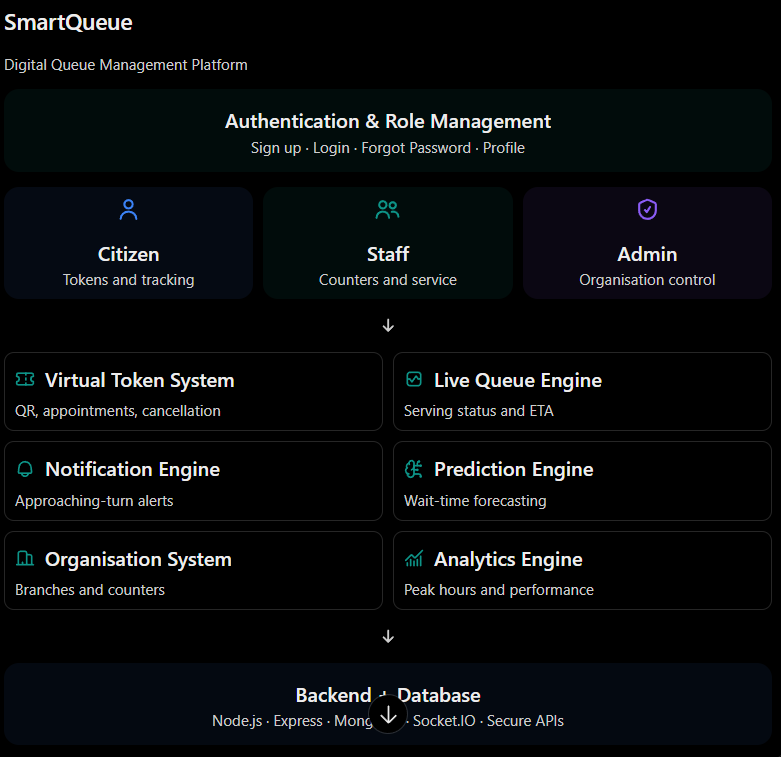 SmartQueue
Digital Queue Management Platform
Authentication & Role Management
Sign up · Login · Forgot Password · Profile
Citizen
Tokens and tracking
Staff
Counters and service
Admin
Organisation control
Virtual Token System
QR, appointments, cancellation
Live Queue Engine
Serving status and ETA
Notification Engine
Approaching-turn alerts
Prediction Engine
Wait-time forecasting
Organisation System
Branches and counters
Analytics Engine
Peak hours and performance
Backend + Database
Node.js · Express · · Socket.IO · Secure APIs